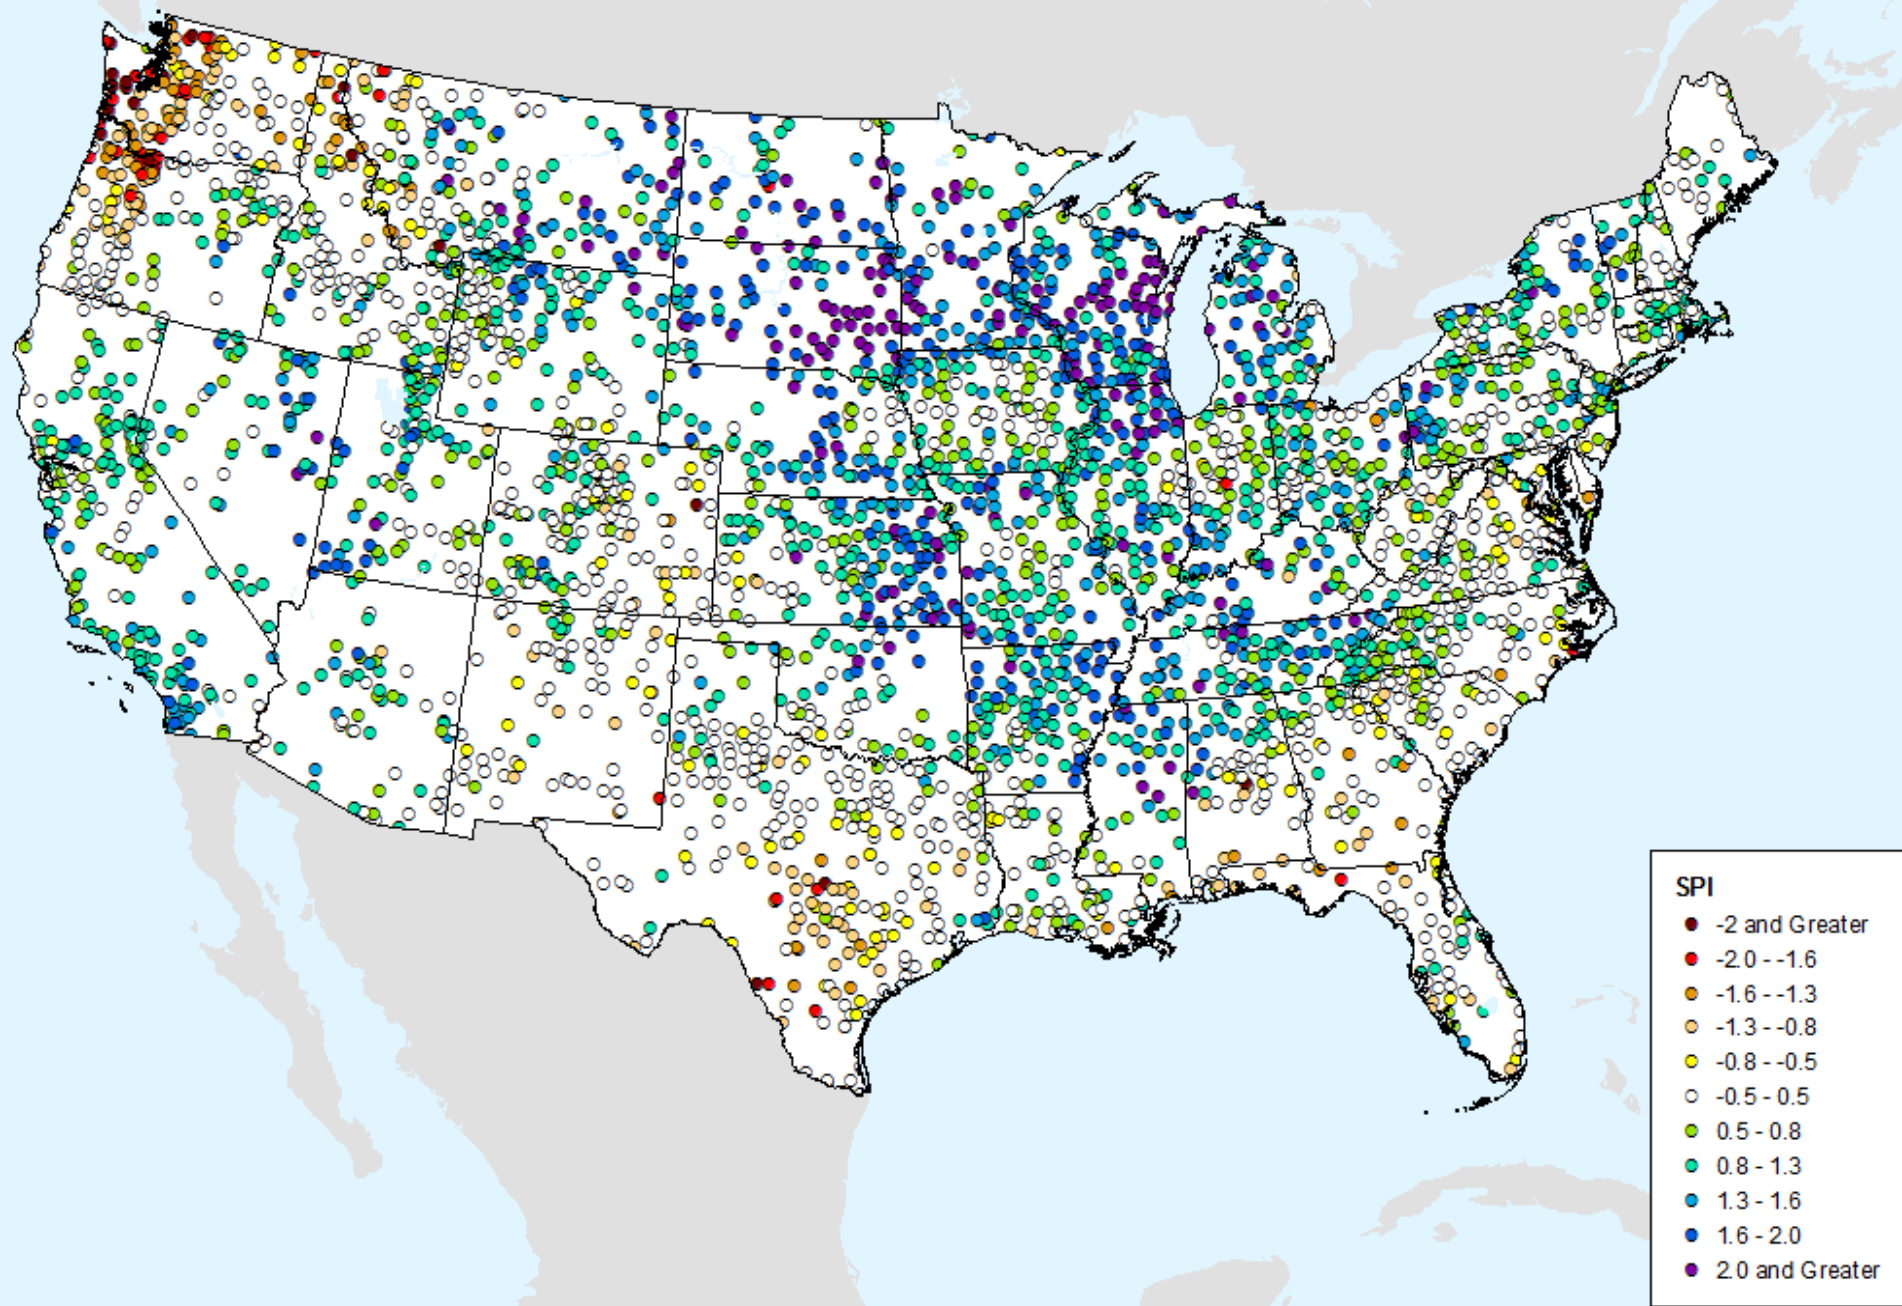 SPI
-2 and Greater
-2.0 - -1.6
-1.6 - -1.3
-1.3 - -0.8
-0.8 - -0.5
-0.5 - 0.5
0.5 - 0.8
0.8 - 1.3
1.3 - 1.6
1.6 - 2.0
2.0 and Greater